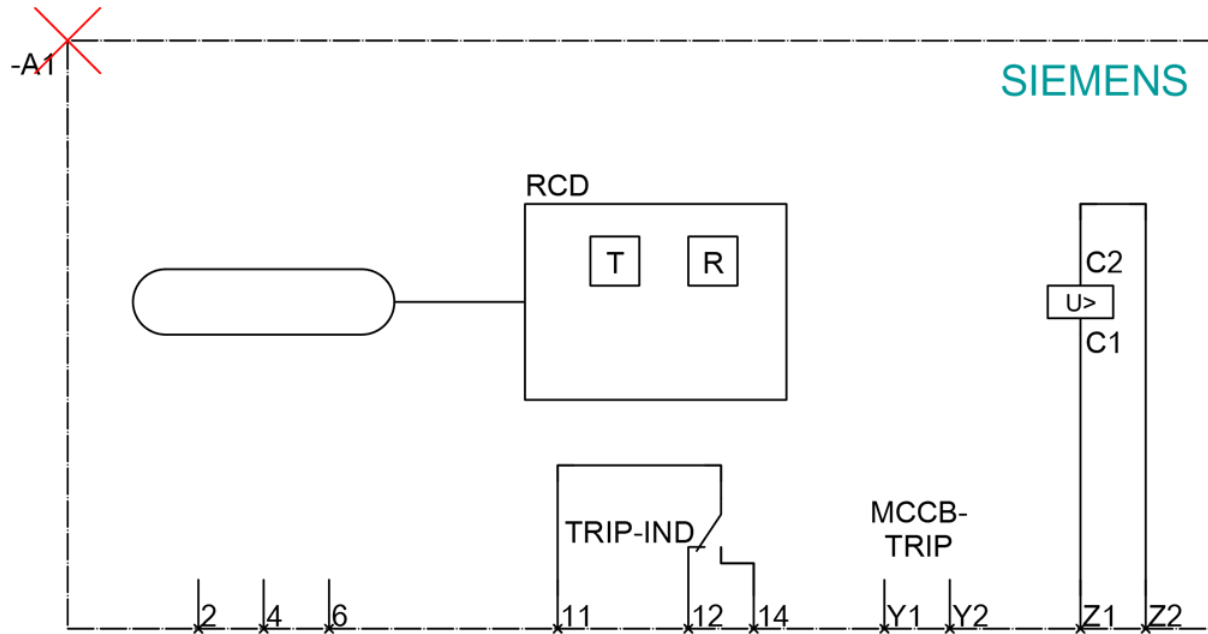 -A1
SIEMENS
RCD
T
R
C2
U>
C1
TRIP-IND
MCCB-
TRIP
2
4
6
11
12
14
Y1
Y2
Z1
Z2